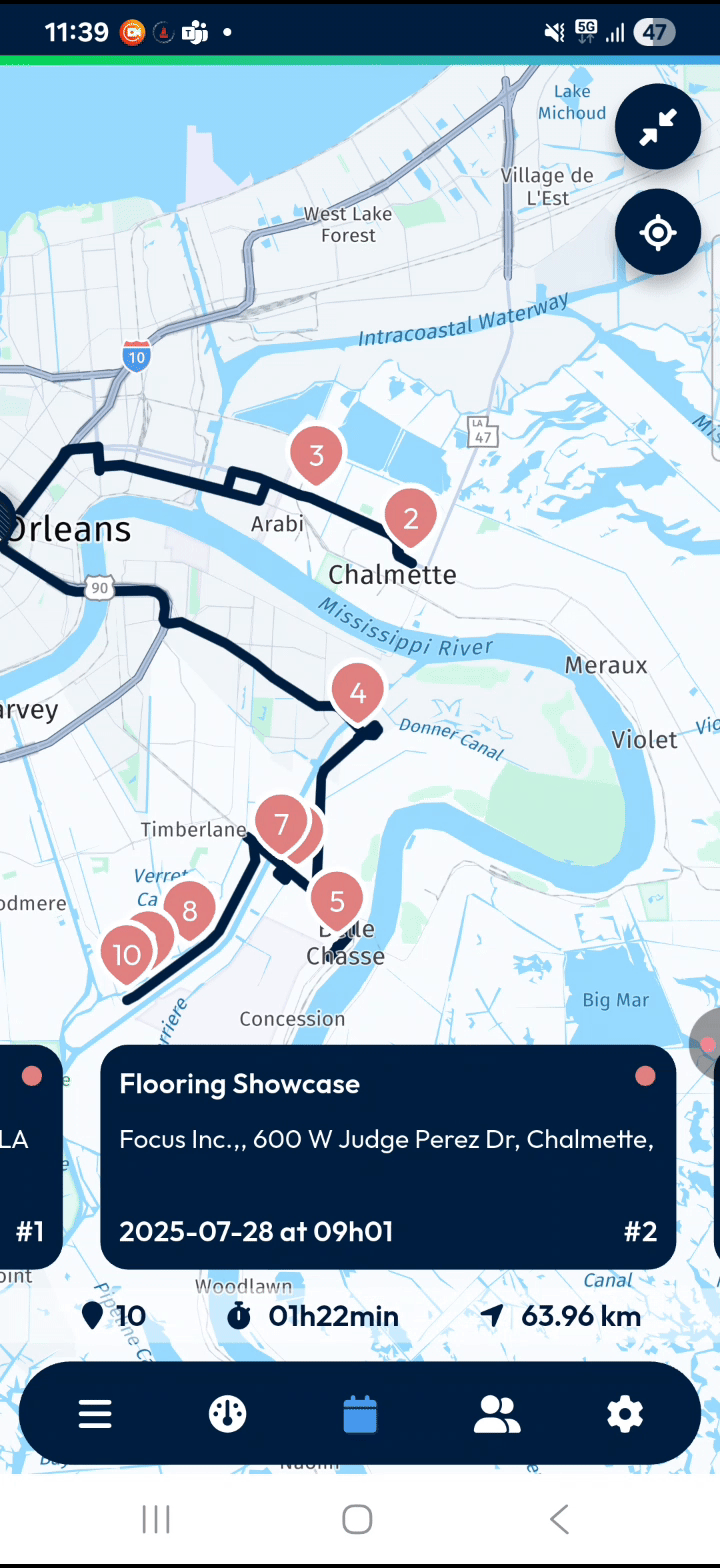 11:39
5G
47
Lake
Michoud
Village de
L'Est
West Lake
Forest
Intracoastal Waterway
10
LA
47
3
2
Orleans
Arabi
Chalmette
90
Mississippi River
Meraux
4
Donner Canal
Violet
Timberlane
7
Verret
Ca
8
5
Belle
Chasse
10
Big Mar
Concession
LA
#1
Flooring Showcase
Focus Inc.,, 600 W Judge Perez Dr, Chalmette,
2025-07-28 at 09h01
#2
Woodlawn
Canal
10
01h22min
63.96 km